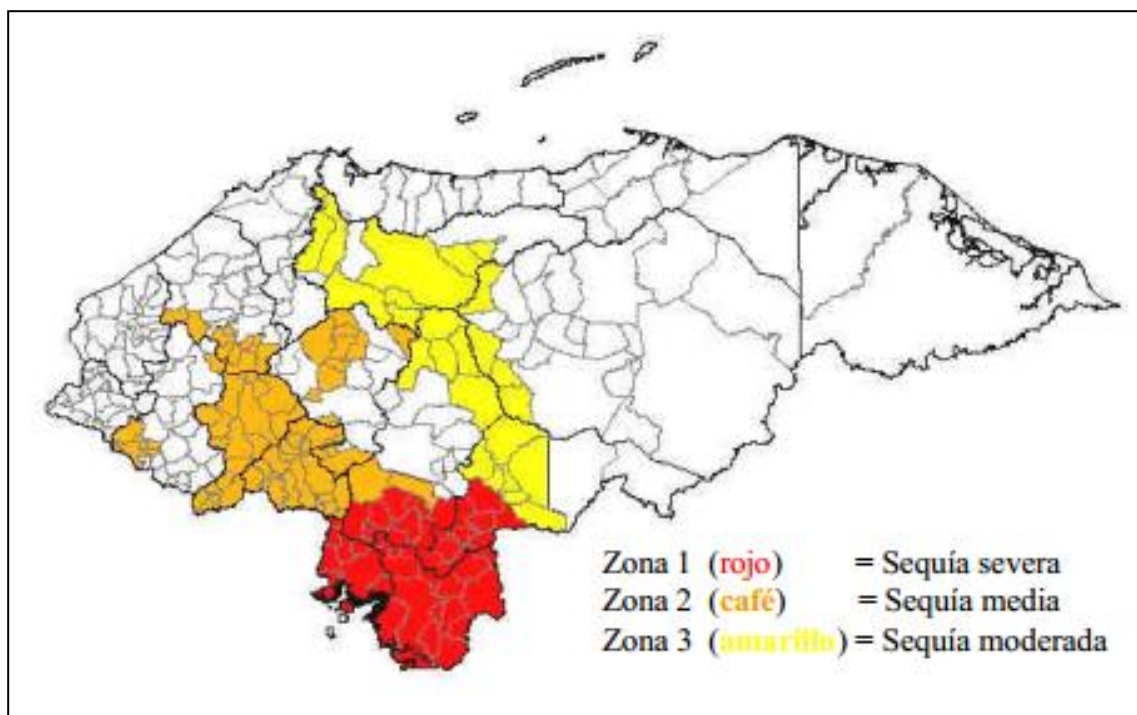 Zona 1 (rojo) = Sequía severa
Zona 2 (café) = Sequía media
Zona 3 (amarillo) = Sequía moderada